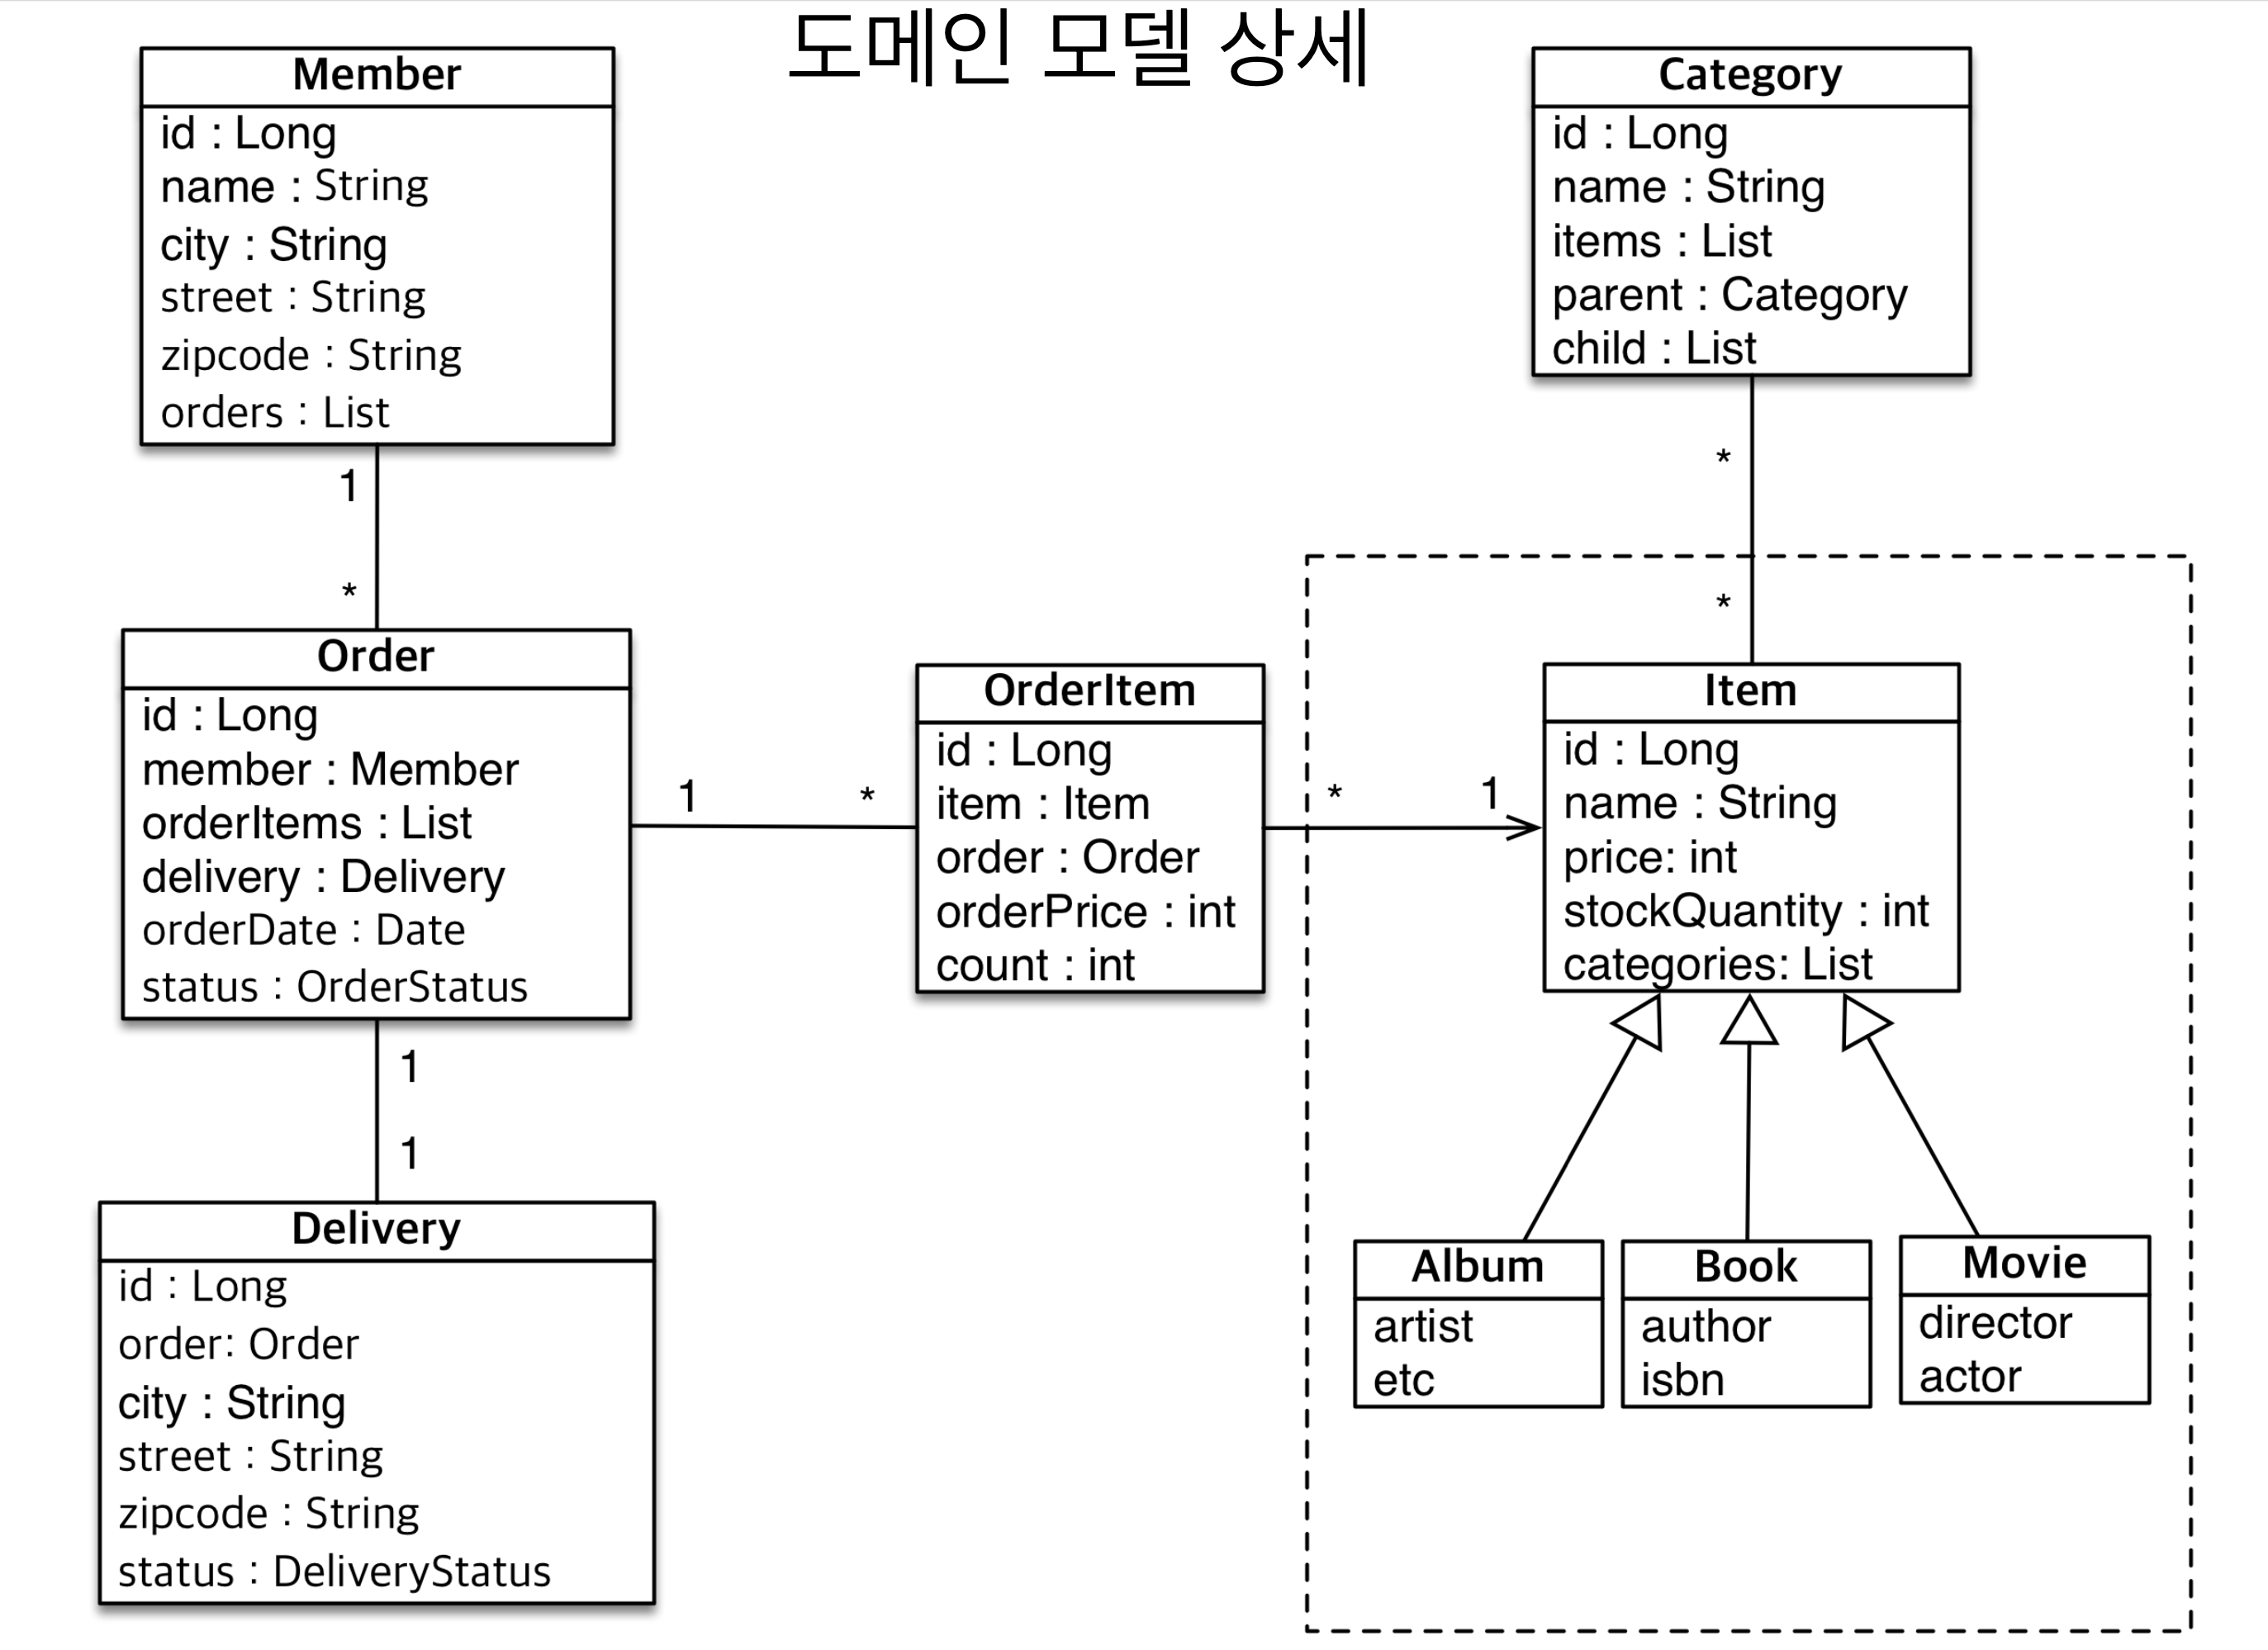 도메인 모델 상세
Member
id : Long
name : String
city : String
street : String
zipcode : String
orders : List
1
*
Category
id : Long
name : String
items : List
parent : Category
child : List
*
*
Order
id : Long
member : Member
orderItems : List
delivery : Delivery
orderDate : Date
status : OrderStatus
1
*
OrderItem
id : Long
item : Item
order : Order
orderPrice : int
count : int
*
1
Item
id : Long
name : String
price: int
stockQuantity : int
categories: List
1
1
Delivery
id : Long
order: Order
city : String
street : String
zipcode : String
status : DeliveryStatus
Album
artist
etc
Book
author
isbn
Movie
director
actor